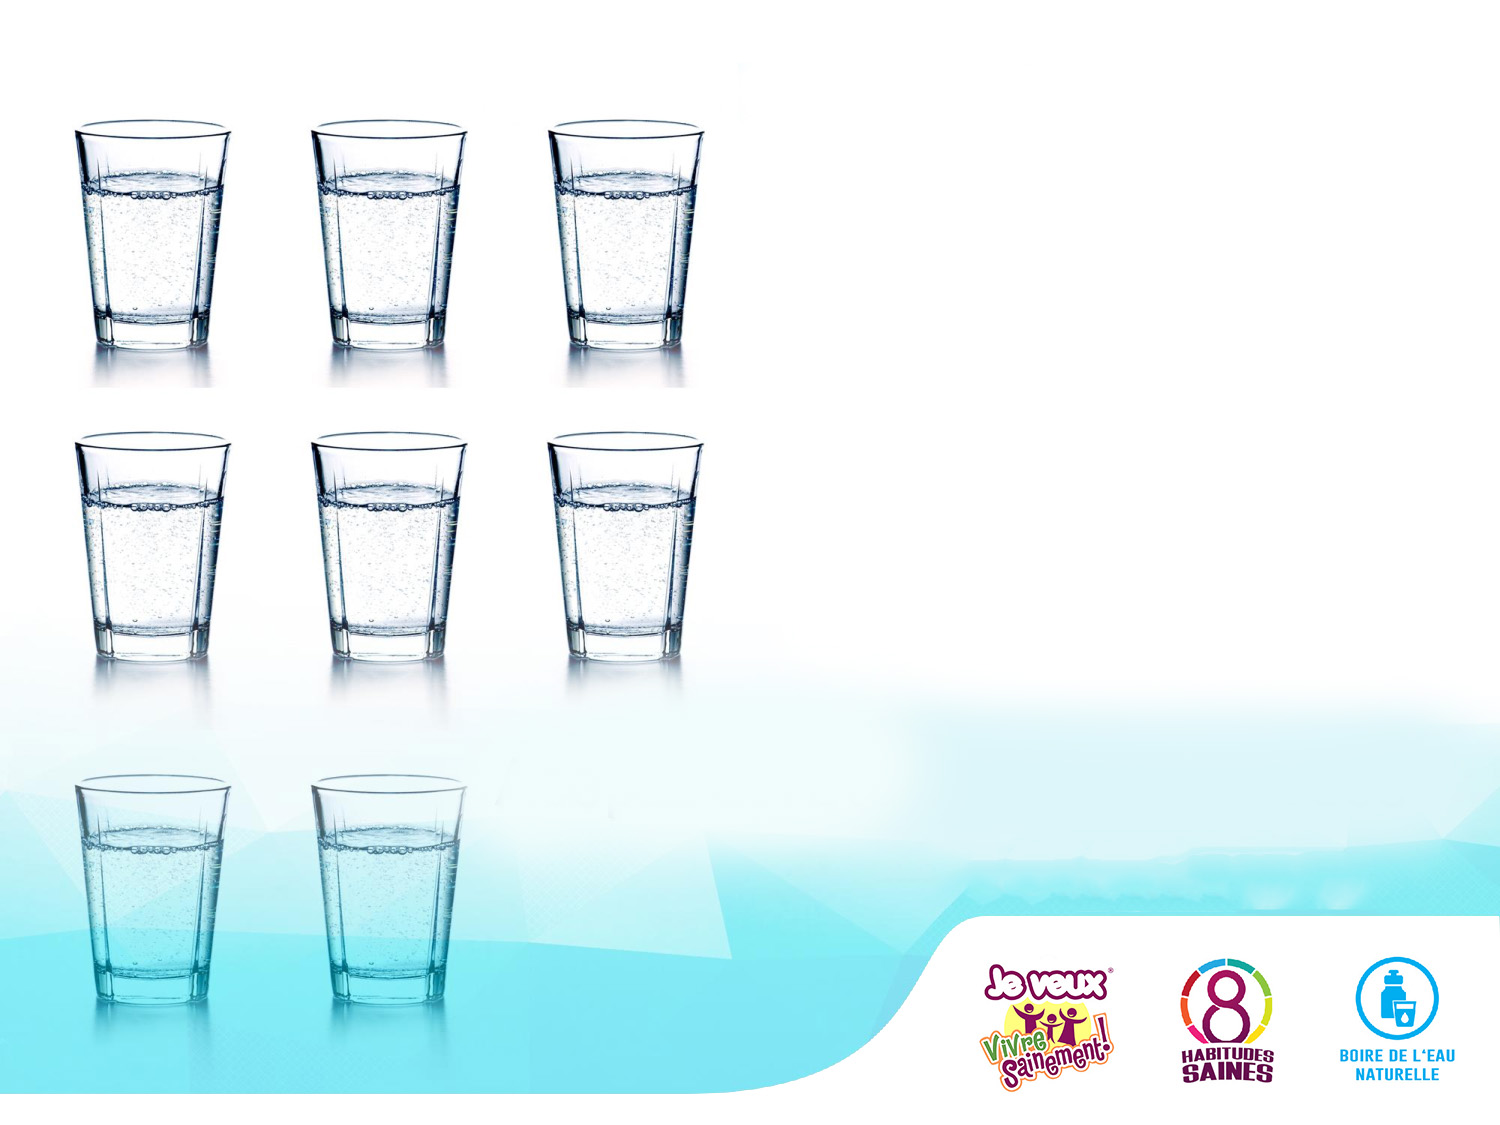 Je veux®
Vivre
Sainement!
8
HABITUDES
SAINES
BOIRE DE L'EAU
NATURELLE